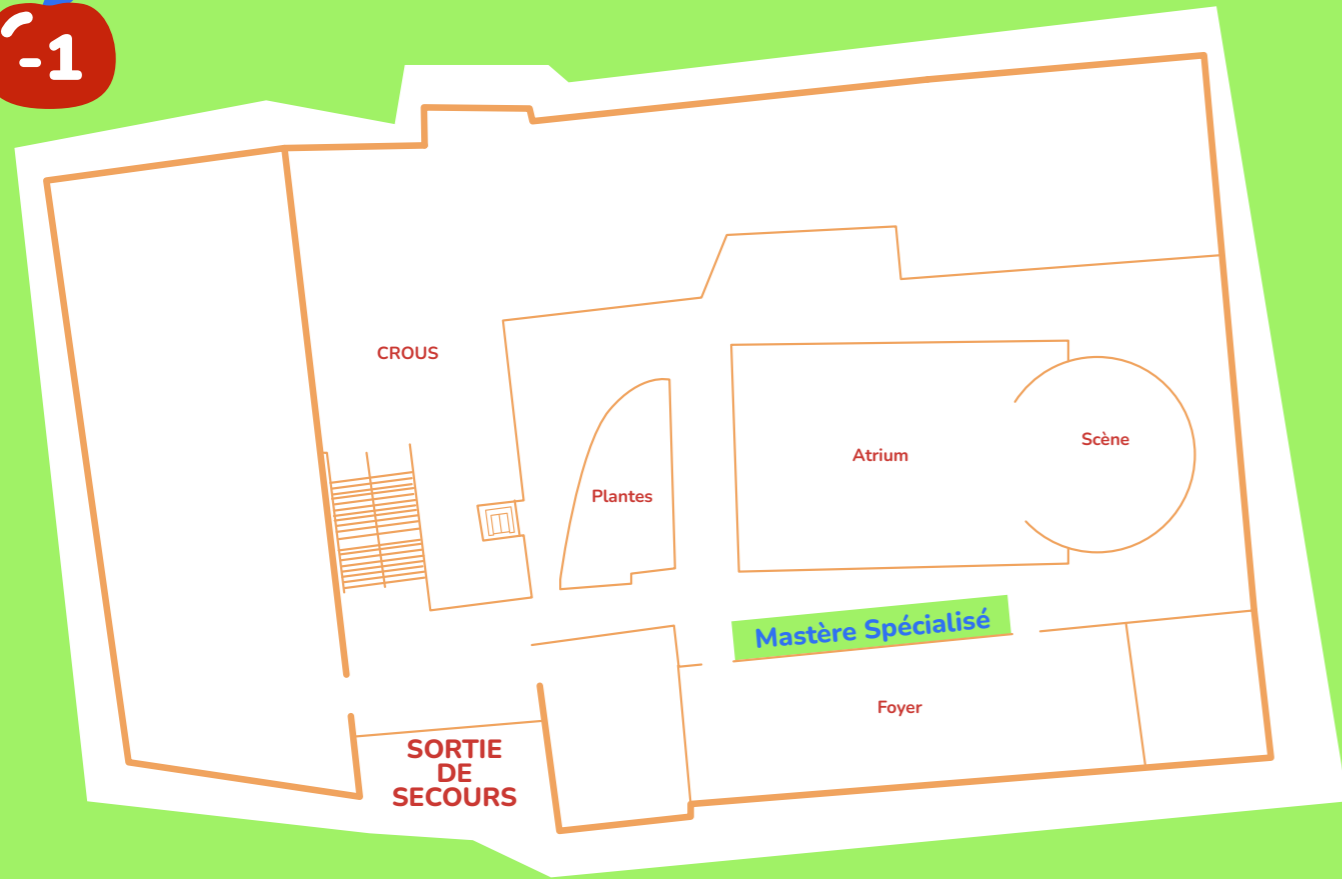 -1
CROUS
Scène
Atrium
Plantes
Mastère Spécialisé
Foyer
SORTIE
DE
SECOURS